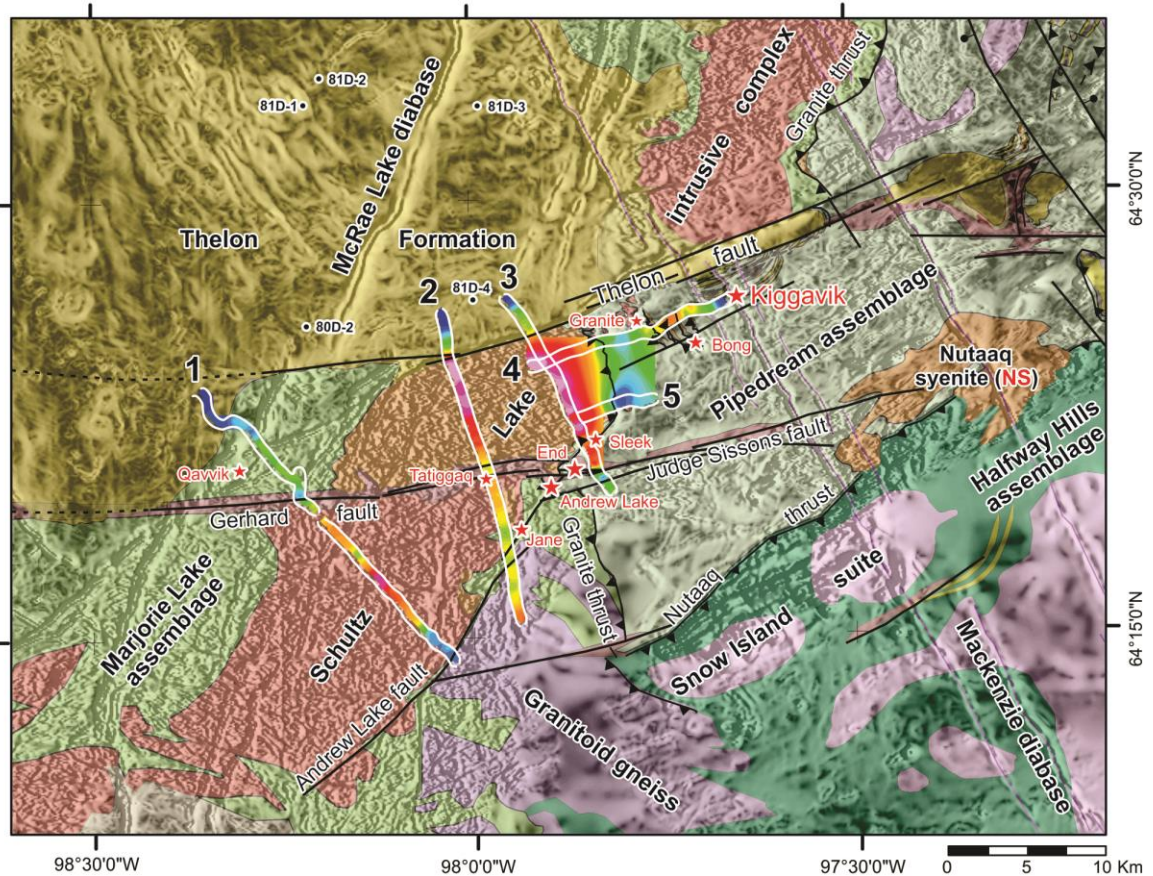 81D-2
81D-1
81D-3
McRae Lake diabase
intrusive complex
Granite thrust
64°30'0"N
Thelon
Formation
Thelon fault
2
81D-4
3
Kiggavik
80D-2
Granite
Bong
1
4
Lake
5
Pipedream assemblage
Nutaaq
syenite (NS)
Sleek
End
Judge Sissons fault
Halfway Hills
assemblage
Qavvik
Tatiggaq
Andrew Lake
Gerhard fault
Jane
Granite thrust
thrust
Nutaaq
suite
Marjorie Lake
assemblage
Schultz
Snow Island
64°15'0"N
Andrew Lake fault
Granitoid gneiss
Mackenzie diabase
98°30'0"W
98°0'0"W
97°30'0"W
0 5 10 Km